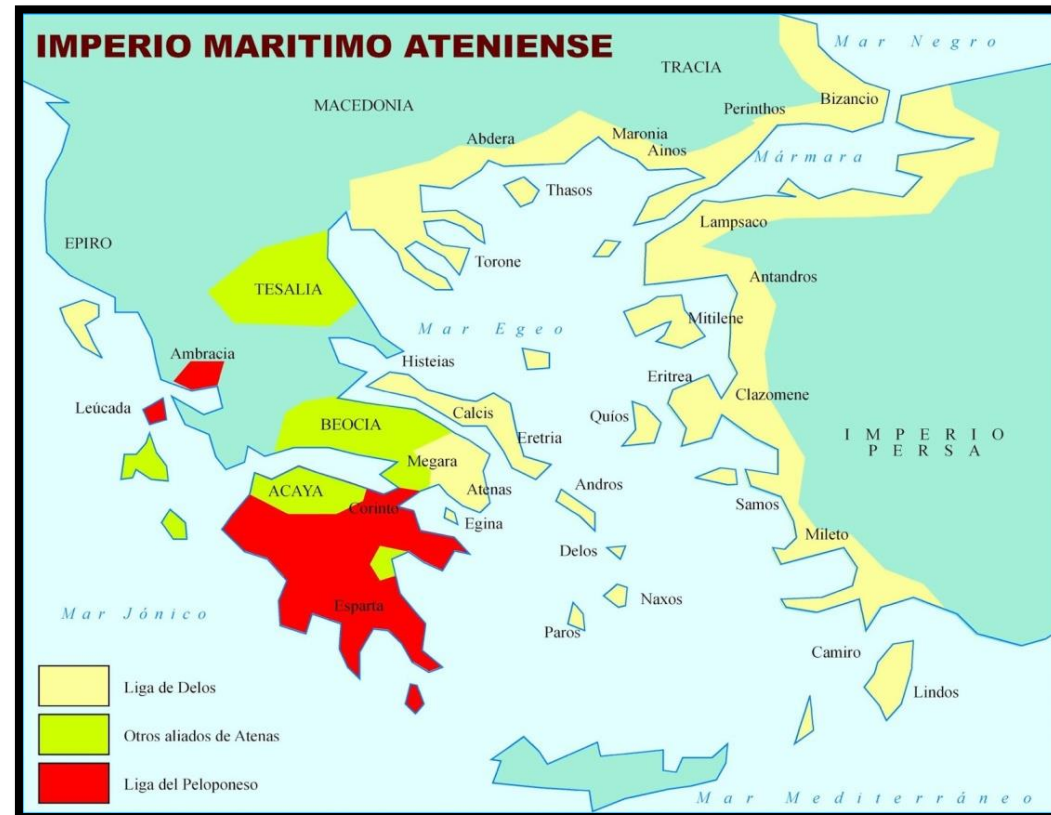 IMPERIO MARITIMO ATENIENSE
Mar Negro
TRACIA
MACEDONIA
Perinthos
Bizancio
Abdera
Maronia
Ainos
Mármara
Thasos
Lampsaco
EPIRO
Torone
TESALIA
Antandros
Mar Egeo
Mitilene
Ambracia
Histeias
Eritrea
Clazomene
Leúcada
Calcis
Quíos
BEOCIA
Eretria
IMPERIO
PERSA
Megara
ACAYA
Atenas
Andros
Corinto
Egina
Samos
Mileto
Delos
Esparta
Naxos
Mar Jónico
Paros
Camiro
Lindos
Liga de Delos
Otros aliados de Atenas
Liga del Peloponeso
Mar Mediterráneo